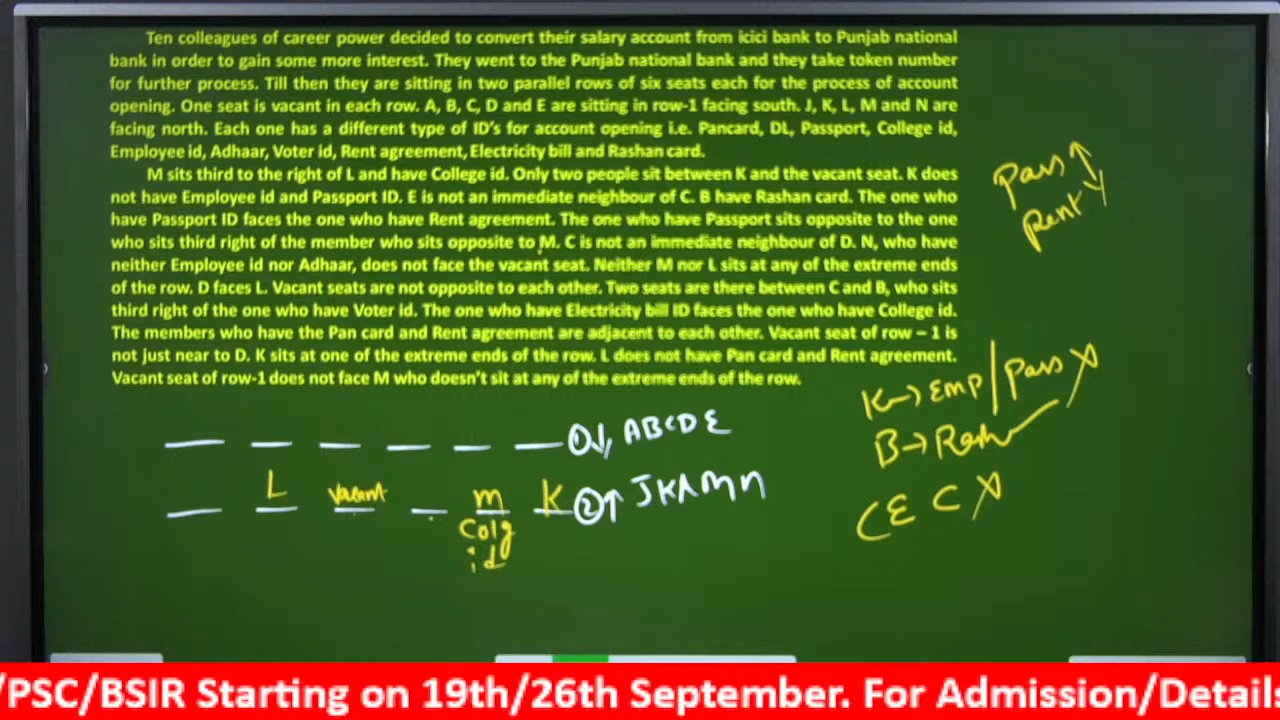 Ten colleagues of career power decided to convert their salary account from icici bank to Punjab national
bank in order to gain some more interest. They went to the Punjab national bank and they take token number
for further process. Till then they are sitting in two parallel rows of six seats each for the process of account
opening. One seat is vacant in each row. A, B, C, D and E are sitting in row-1 facing south. J, K, L, M and N are
facing north. Each one has a different type of ID's for account opening i.e. Pancard, DL, Passport, College id,
Employee id, Adhaar, Voter id, Rent agreement, Electricity bill and Rashan card.
M sits third to the right of L and have College id. Only two people sit between K and the vacant seat. K does
not have Employee id and Passport ID. E is not an immediate neighbour of C. B have Rashan card. The one who
have Passport ID faces the one who have Rent agreement. The one who have Passport sits opposite to the one
who sits third right of the member who sits opposite to M. C is not an immediate neighbour of D. N, who have
neither Employee id nor Adhaar, does not face the vacant seat. Neither M nor L sits at any of the extreme ends
of the row. D faces L. Vacant seats are not opposite to each other. Two seats are there between C and B, who sits
third right of the one who have Voter id. The one who have Electricity bill ID faces the one who have College id.
The members who have the Pan card and Rent agreement are adjacent to each other. Vacant seat of row – 1 is
not just near to D. K sits at one of the extreme ends of the row. L does not have Pan card and Rent agreement.
Vacant seat of row-1 does not face M who doesn't sit at any of the extreme ends of the row.
Pass ↑
Rent
K→ Emp/Pass X
B→ Rash
CEC X
① ABCDE
L vacant m K ②↑ JKLMN
Colg
id
/PSC/BSIR Starting on 19th/26th September. For Admission/Details